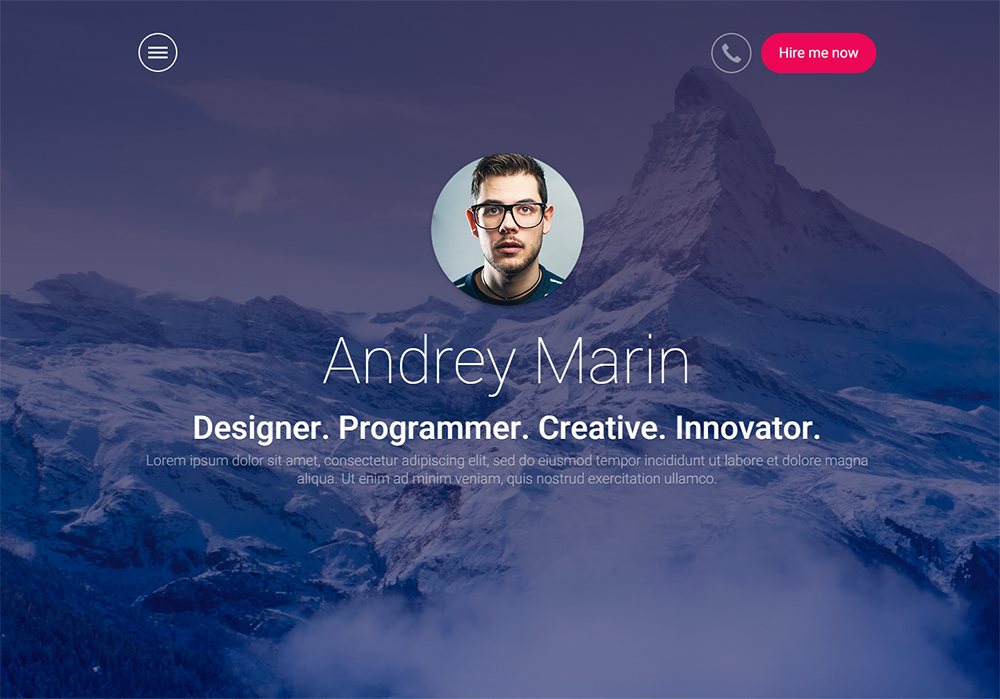 Hire me now
Andrey Marin
Designer. Programmer. Creative. Innovator.
Lorem ipsum dolor sit amet, consectetur adipiscing elit, sed do eiusmod tempor incididunt ut labore et dolore magna
aliqua. Ut enim ad minim veniam, quis nostrud exercitation ullamco.